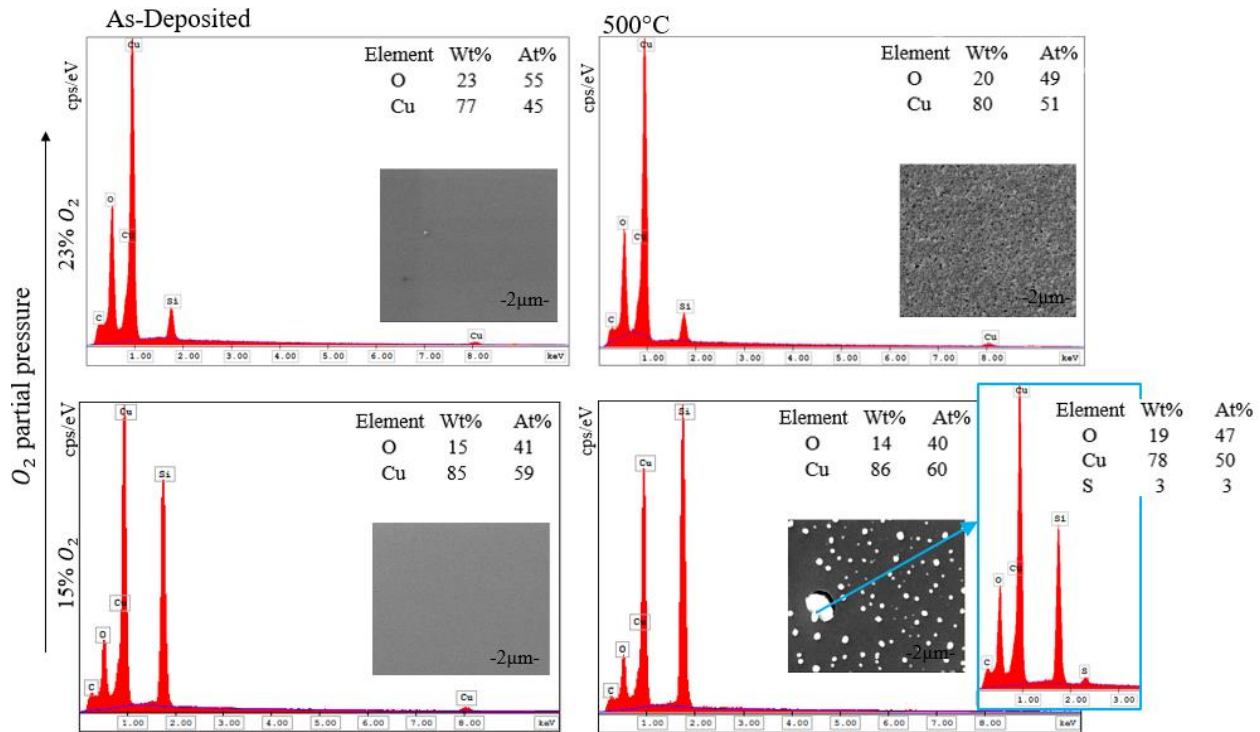 As-Deposited
500°C
O₂ partial pressure
23% O₂
cps/eV
Cu
Element Wt% At%
O 23 55
Cu 77 45
O
Cu
Si
C
Cu
-2μm-
1.00 2.00 3.00 4.00 5.00 6.00 7.00 8.00 keV
cps/eV
Cu
Element Wt% At%
O 20 49
Cu 80 51
O
Cu
Si
C
Cu
-2μm-
1.00 2.00 3.00 4.00 5.00 6.00 7.00 8.00 keV
15% O₂
cps/eV
Cu
Element Wt% At%
O 15 41
Cu 85 59
Si
Cu
O
C
Cu
-2μm-
1.00 2.00 3.00 4.00 5.00 6.00 7.00 8.00 keV
cps/eV
Si
Element Wt% At%
O 14 40
Cu 86 60
Cu
Cu
O
C
-2μm-
1.00 2.00 3.00 4.00 5.00 6.00 7.00 8.00 keV
Cu
Element Wt% At%
O 19 47
Cu 78 50
S 3 3
Si
Cu
O
C
S
1.00 2.00 3.00